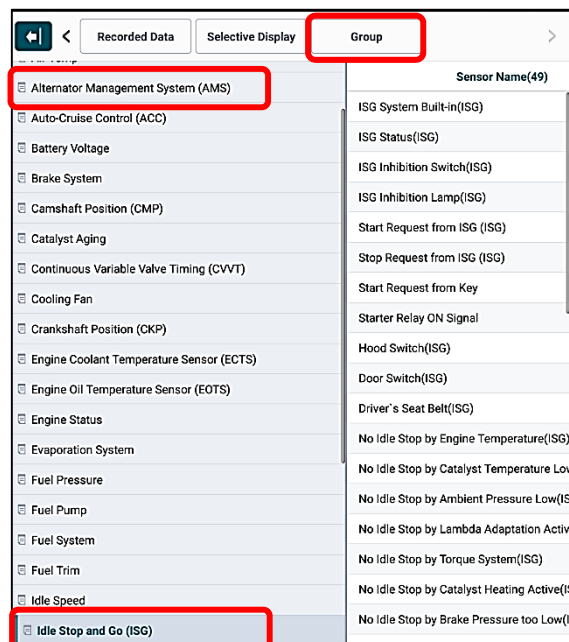 Recorded Data
Selective Display
Group
Alternator Management System (AMS)
Auto-Cruise Control (ACC)
Battery Voltage
Brake System
Camshaft Position (CMP)
Catalyst Aging
Continuous Variable Valve Timing (CVVT)
Cooling Fan
Crankshaft Position (CKP)
Engine Coolant Temperature Sensor (ECTS)
Engine Oil Temperature Sensor (EOTS)
Engine Status
Evaporation System
Fuel Pressure
Fuel Pump
Fuel System
Fuel Trim
Idle Speed
Idle Stop and Go (ISG)
Sensor Name(49)
ISG System Built-in(ISG)
ISG Status(ISG)
ISG Inhibition Switch(ISG)
ISG Inhibition Lamp(ISG)
Start Request from ISG (ISG)
Stop Request from ISG (ISG)
Start Request from Key
Starter Relay ON Signal
Hood Switch(ISG)
Door Switch(ISG)
Driver`s Seat Belt(ISG)
No Idle Stop by Engine Temperature(ISG)
No Idle Stop by Catalyst Temperature Lo
No Idle Stop by Ambient Pressure Low(IS
No Idle Stop by Lambda Adaptation Activ
No Idle Stop by Torque System(ISG)
No Idle Stop by Catalyst Heating Active(I
No Idle Stop by Brake Pressure too Low(I